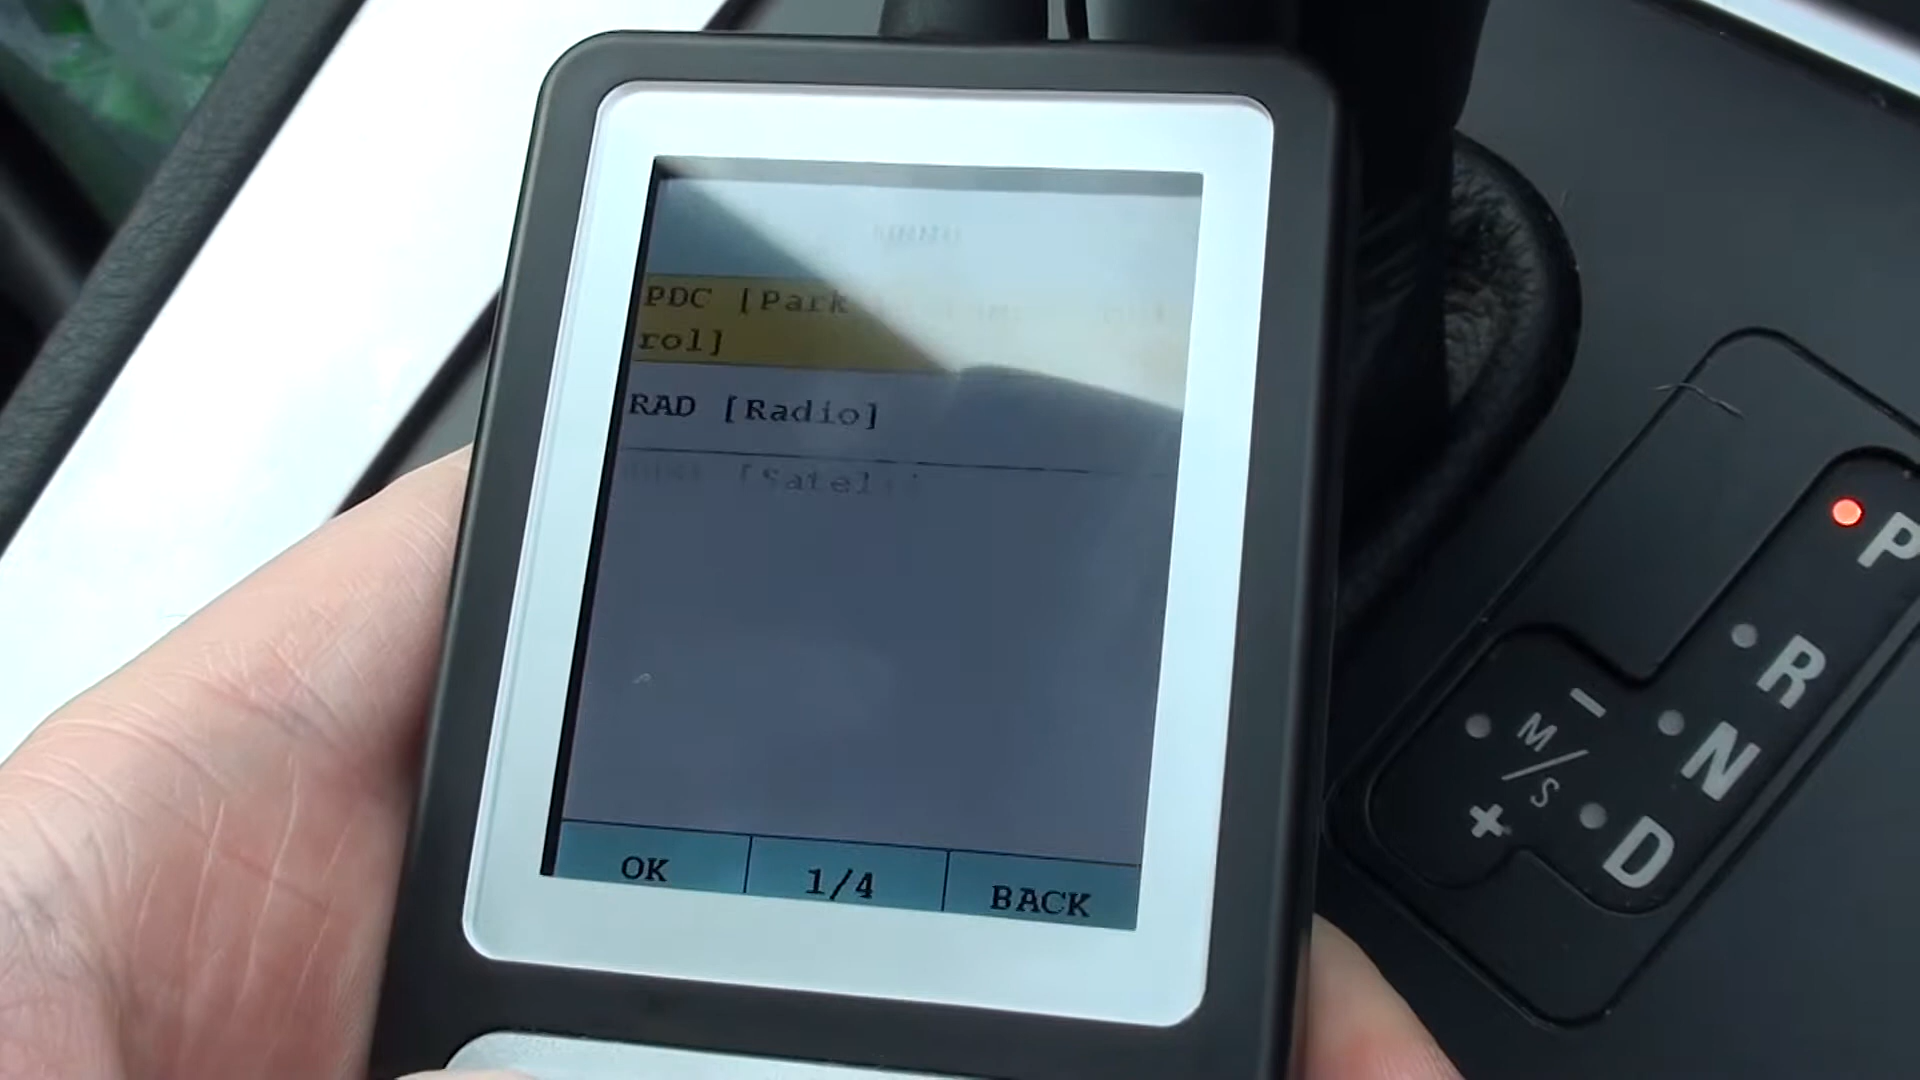 PDC [Park
rol]
RAD [Radio]
OK 1/4 BACK
P
R
N
D
M/S
-
+